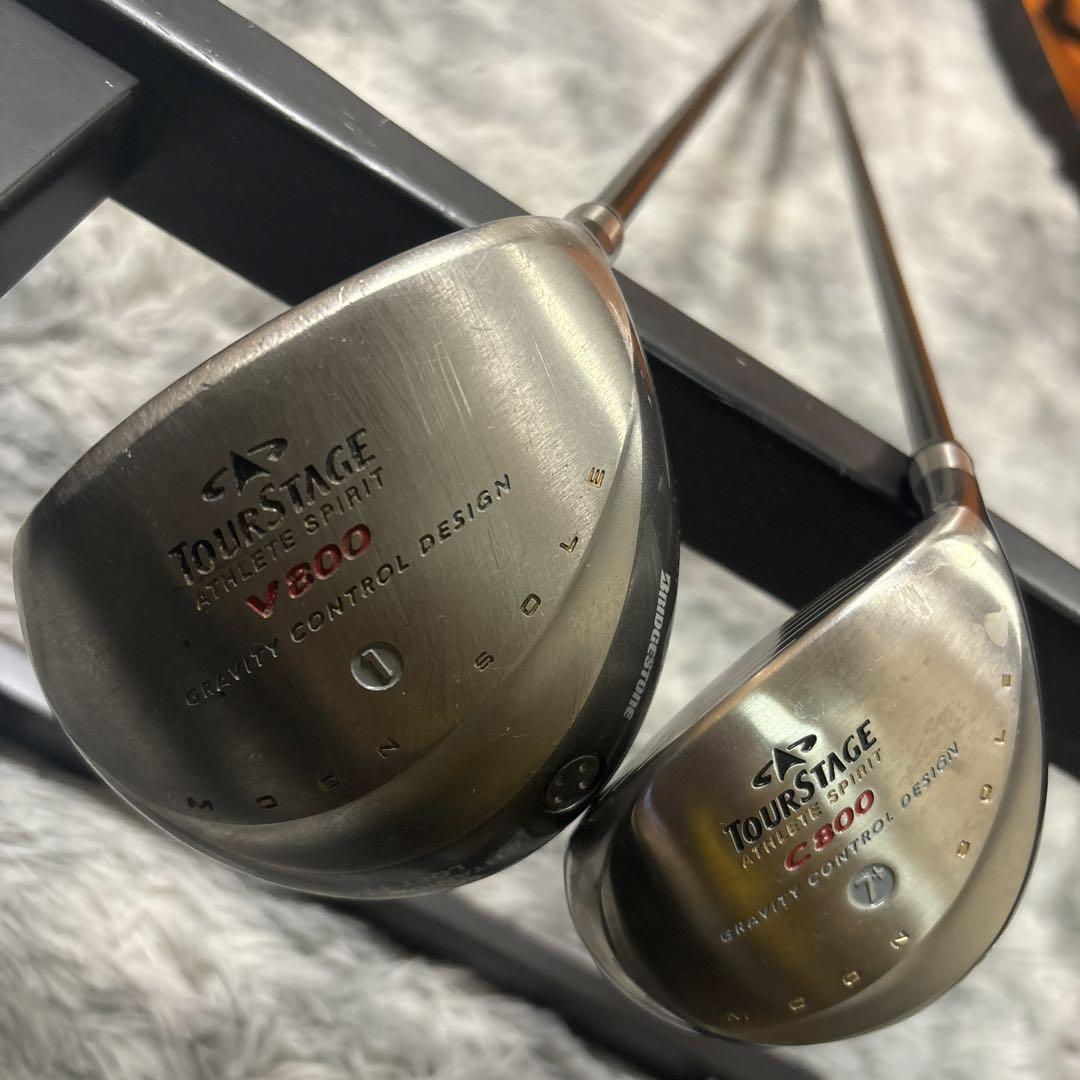 TOURSTAGE
ATHLETE SPIRIT
V800
GRAVITY CONTROL DESIGN
1
MOON SOLE
BRIDGESTONE
TOURSTAGE
ATHLETE SPIRIT
C800
GRAVITY CONTROL DESIGN
7+
MOON SOLE